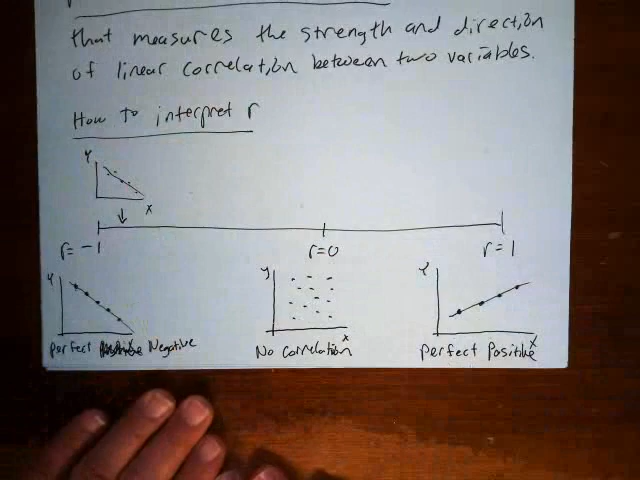 that measures the strength and direction
of linear correlation between two variables.
How to interpret r
y
x
r = -1
r=0
r = 1
y
y
y
x
x
Perfect Negative
No Correlation
Perfect Positive